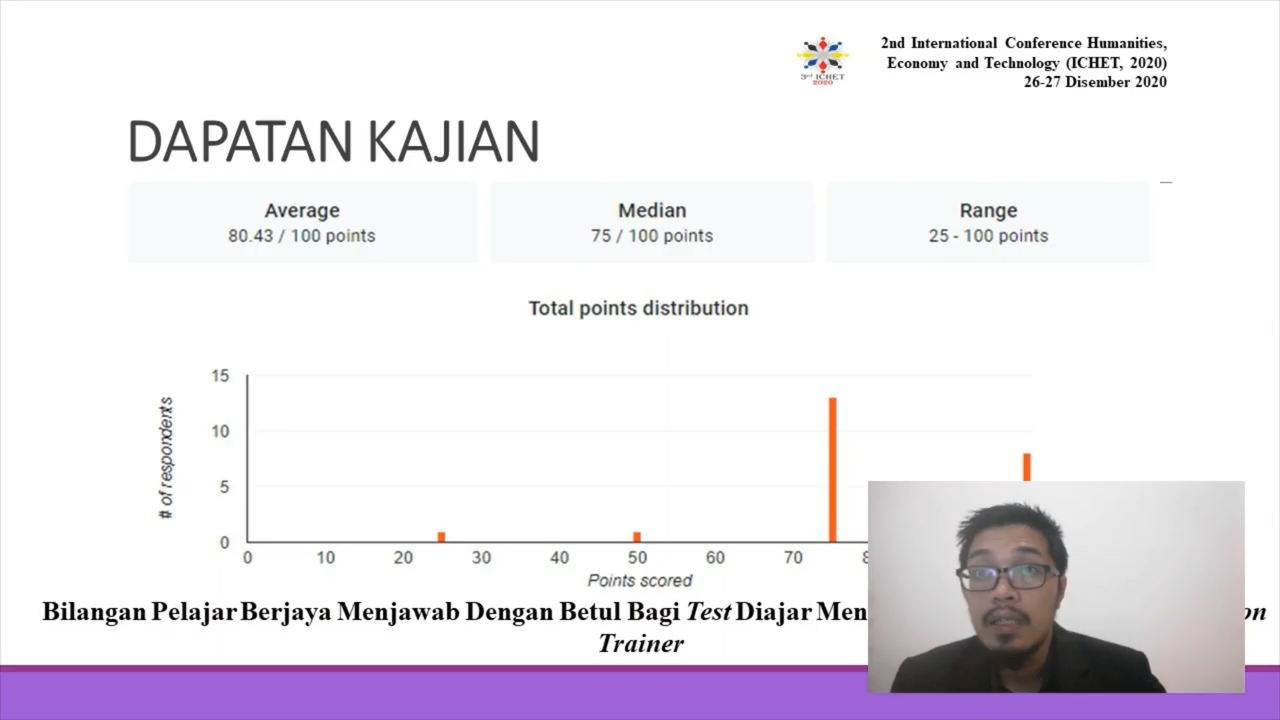 2nd International Conference Humanities,
Economy and Technology (ICHET, 2020)
26-27 Disember 2020
3rd ICHET
2020
DAPATAN KAJIAN
Average
80.43 / 100 points
Median
75 / 100 points
Range
25 - 100 points
Total points distribution
# of respondents
15
10
5
0
0 10 20 30 40 50 60 70
Points scored
Bilangan Pelajar Berjaya Menjawab Dengan Betul Bagi Test Diajar
Trainer